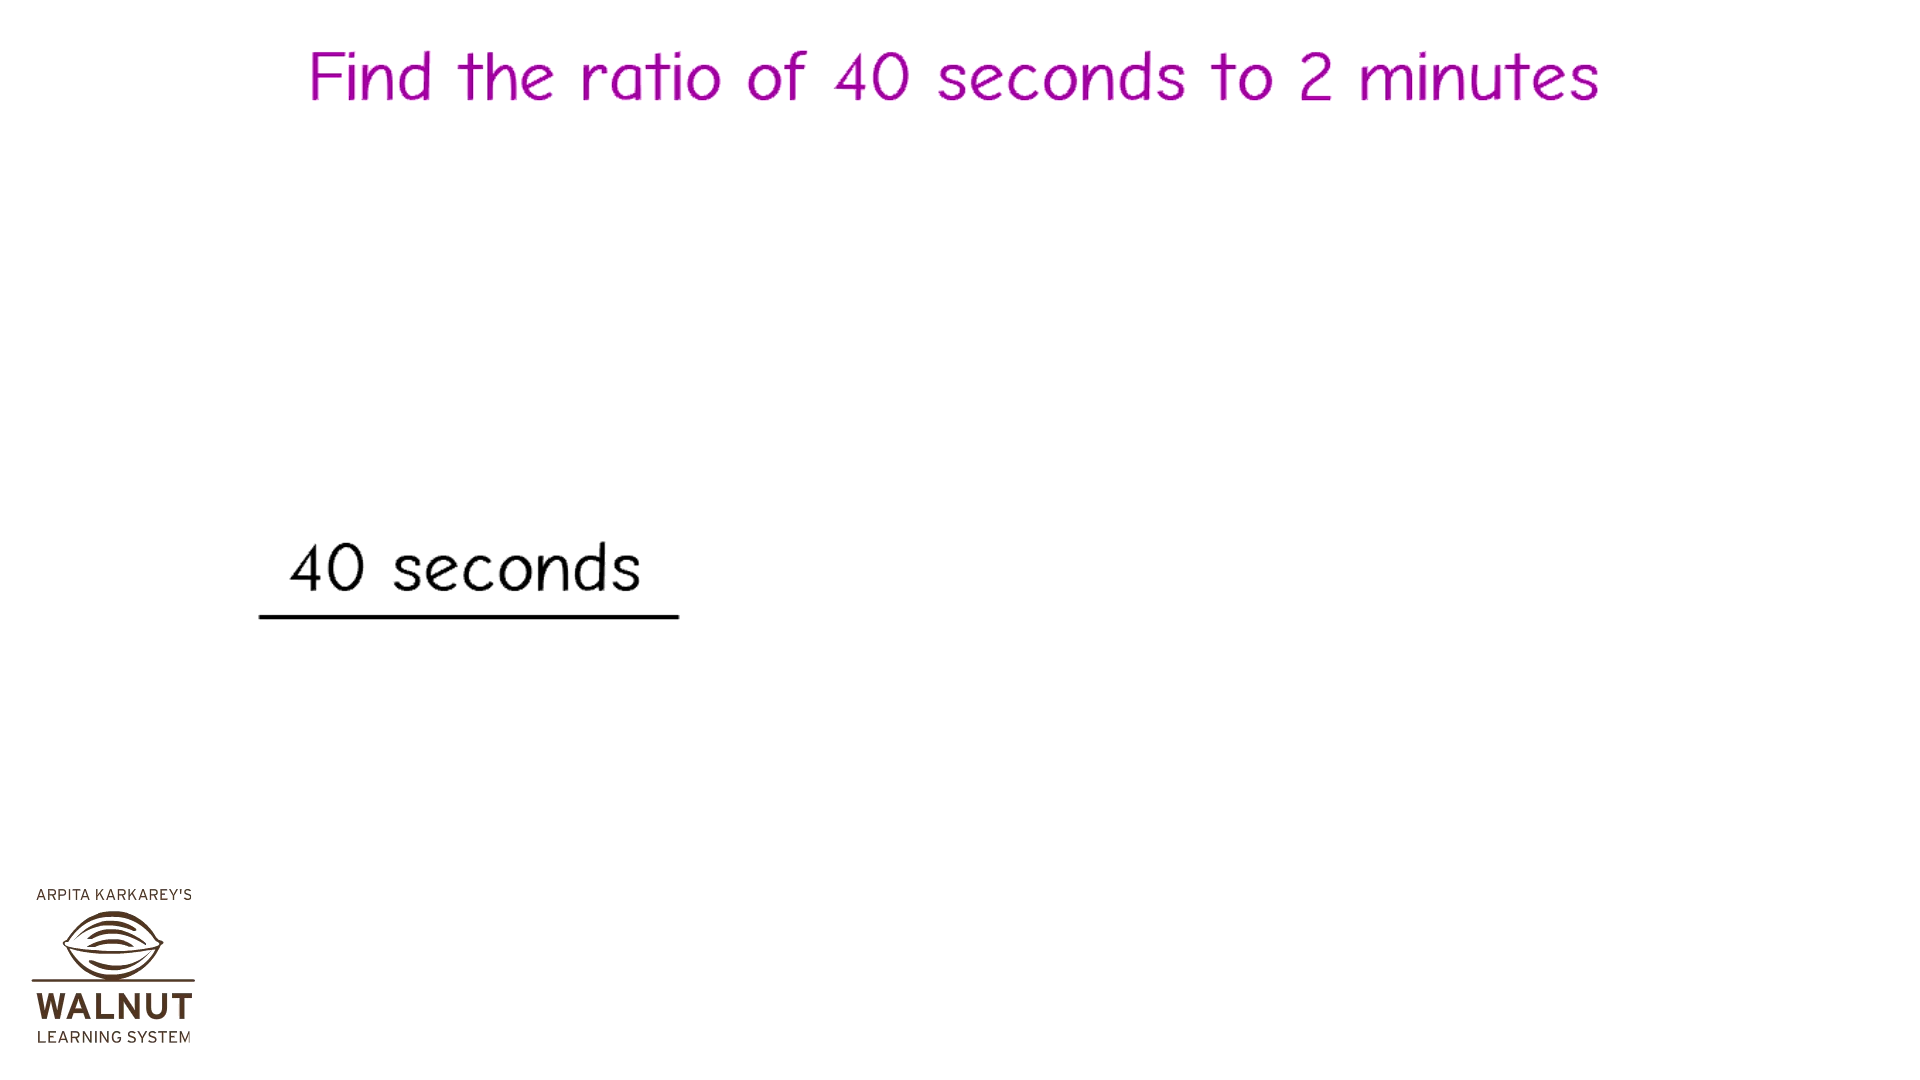 Find the ratio of 40 seconds to 2 minutes
40 seconds
ARPITA KARKAREY'S
WALNUT
LEARNING SYSTEM